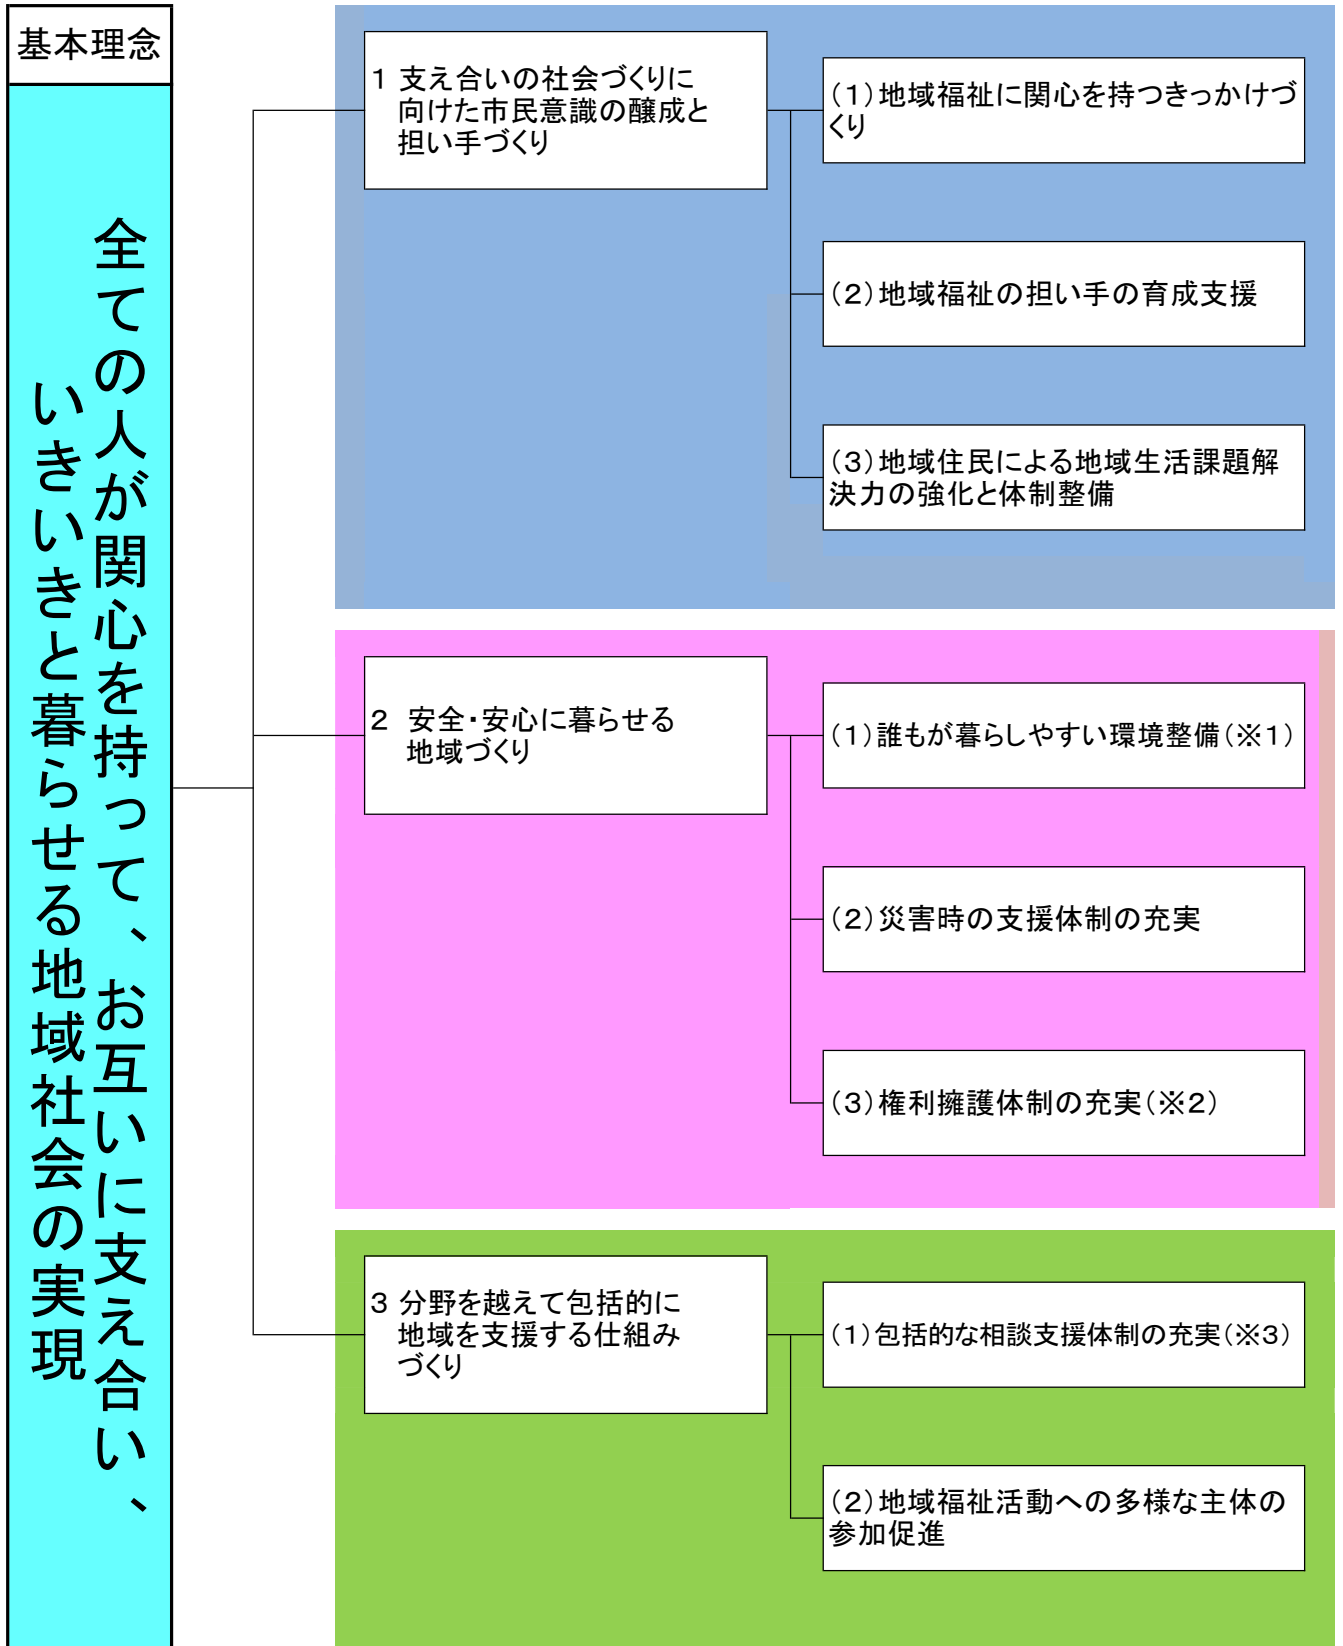 基本理念
全ての人が関心を持って、お互いに支え合い、
いきいきと暮らせる地域社会の実現
１ 支え合いの社会づくりに
向けた市民意識の醸成と
担い手づくり
（１）地域福祉に関心を持つきっかけづ
くり
（２）地域福祉の担い手の育成支援
（３）地域住民による地域生活課題解
決力の強化と体制整備
２ 安全・安心に暮らせる
地域づくり
（１）誰もが暮らしやすい環境整備（※１）
（２）災害時の支援体制の充実
（３）権利擁護体制の充実（※２）
３ 分野を越えて包括的に
地域を支援する仕組み
づくり
（１）包括的な相談支援体制の充実（※３）
（２）地域福祉活動への多様な主体の
参加促進